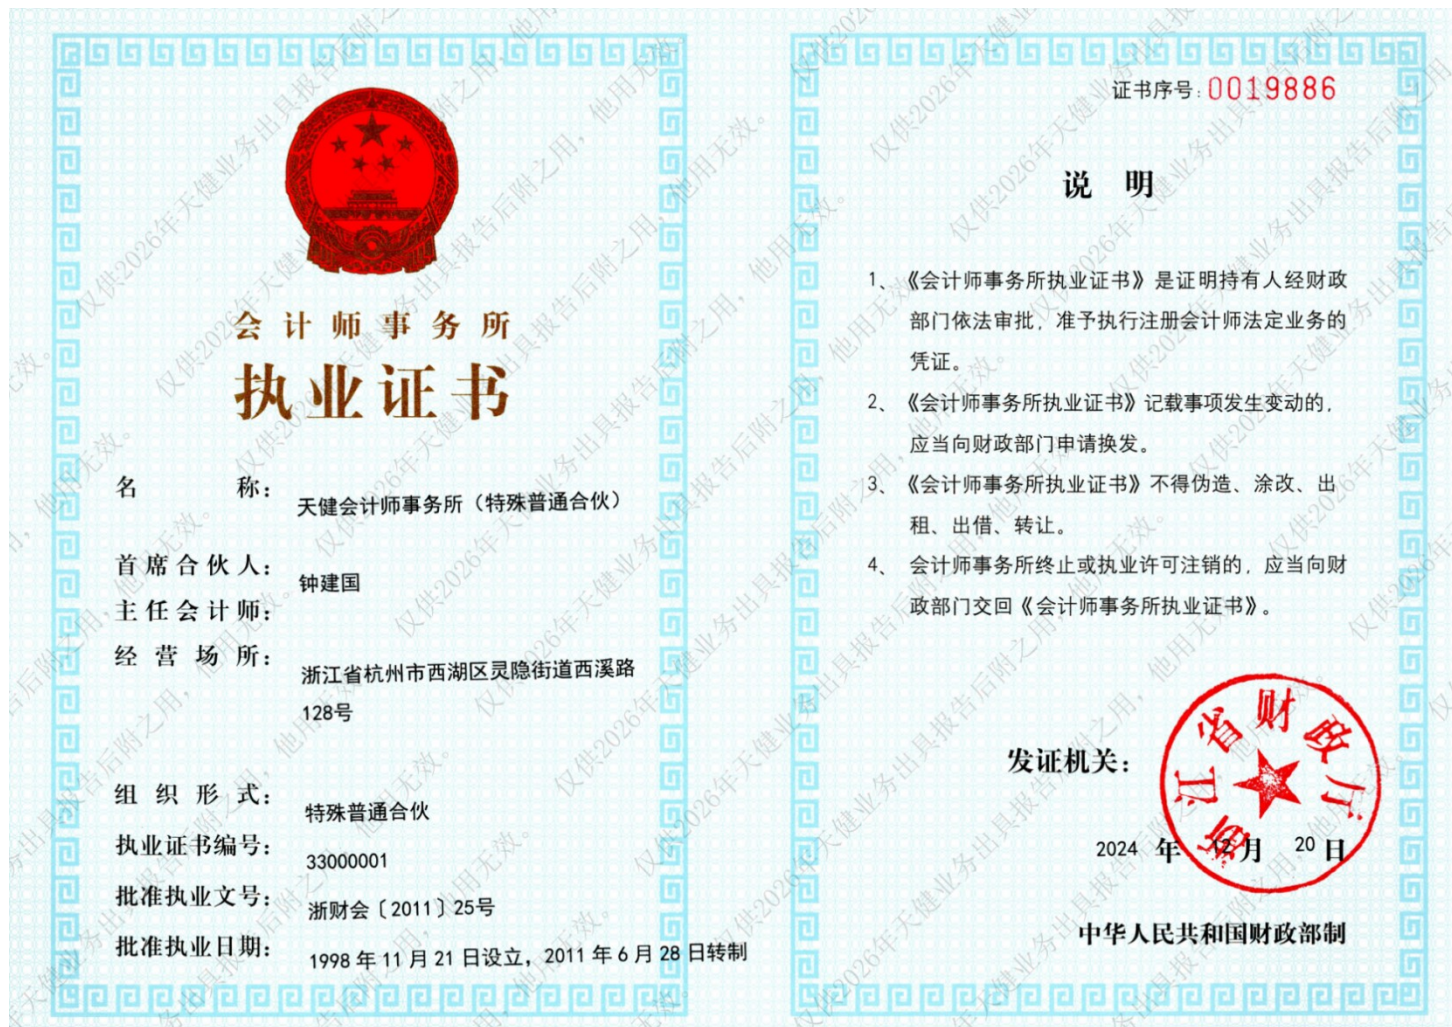 会计师事务所
执业证书
名 称：
天健会计师事务所（特殊普通合伙）
首席合伙人：
钟建国
主任会计师：
经营场所：
浙江省杭州市西湖区灵隐街道西溪路
128号
组织形式：
特殊普通合伙
执业证书编号：
33000001
批准执业文号：
浙财会〔2011〕25号
批准执业日期：
1998年11月21日设立，2011年6月28日转制
证书序号：0019886
说 明
1、《会计师事务所执业证书》是证明持有人经财政
部门依法审批，准予执行注册会计师法定业务的
凭证。
2、《会计师事务所执业证书》记载事项发生变动的，
应当向财政部门申请换发。
3、《会计师事务所执业证书》不得伪造、涂改、出
租、出借、转让。
4、会计师事务所终止或执业许可注销的，应当向财
政部门交回《会计师事务所执业证书》。
发证机关：
浙江省财政厅
2024年12月20日
中华人民共和国财政部制
仅供2026年天健业务出具报告后附之用，他用无效。